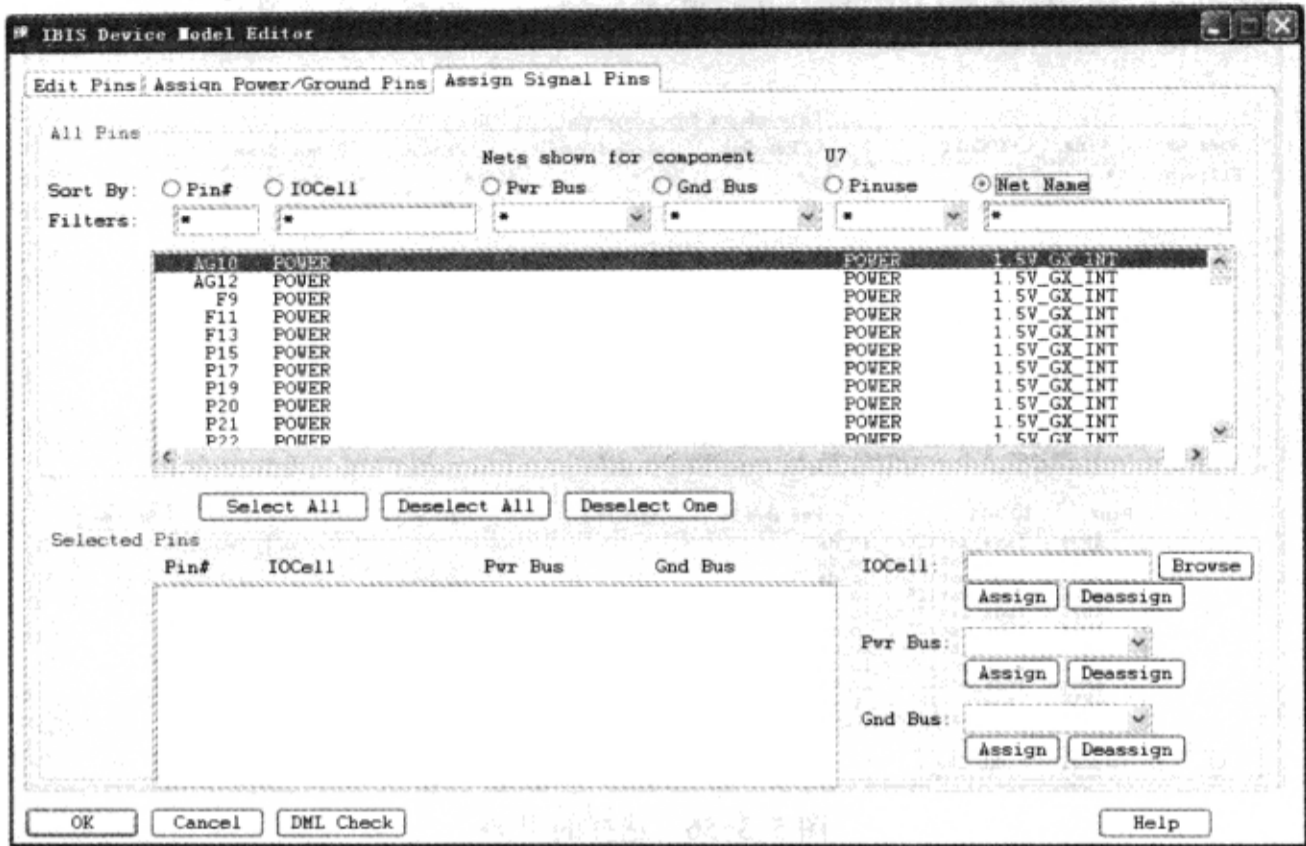 IBIS Device Model Editor
Edit Pins Assign Power/Ground Pins Assign Signal Pins
All Pins
Nets shown for component U7
Sort By: Pin# IOCell Pwr Bus Gnd Bus Pinuse Net Name
Filters: * * * * * *
AG10 POWER POWER 1.5V_GX_INT
AG12 POWER POWER 1.5V_GX_INT
F9 POWER POWER 1.5V_GX_INT
F11 POWER POWER 1.5V_GX_INT
F13 POWER POWER 1.5V_GX_INT
P15 POWER POWER 1.5V_GX_INT
P17 POWER POWER 1.5V_GX_INT
P19 POWER POWER 1.5V_GX_INT
P20 POWER POWER 1.5V_GX_INT
P21 POWER POWER 1.5V_GX_INT
P22 POWER POWER 1.5V_GX_INT
Select All Deselect All Deselect One
Selected Pins
Pin# IOCell Pwr Bus Gnd Bus
IOCell: Browse
Assign Deassign
Pwr Bus:
Assign Deassign
Gnd Bus:
Assign Deassign
OK Cancel DML Check Help